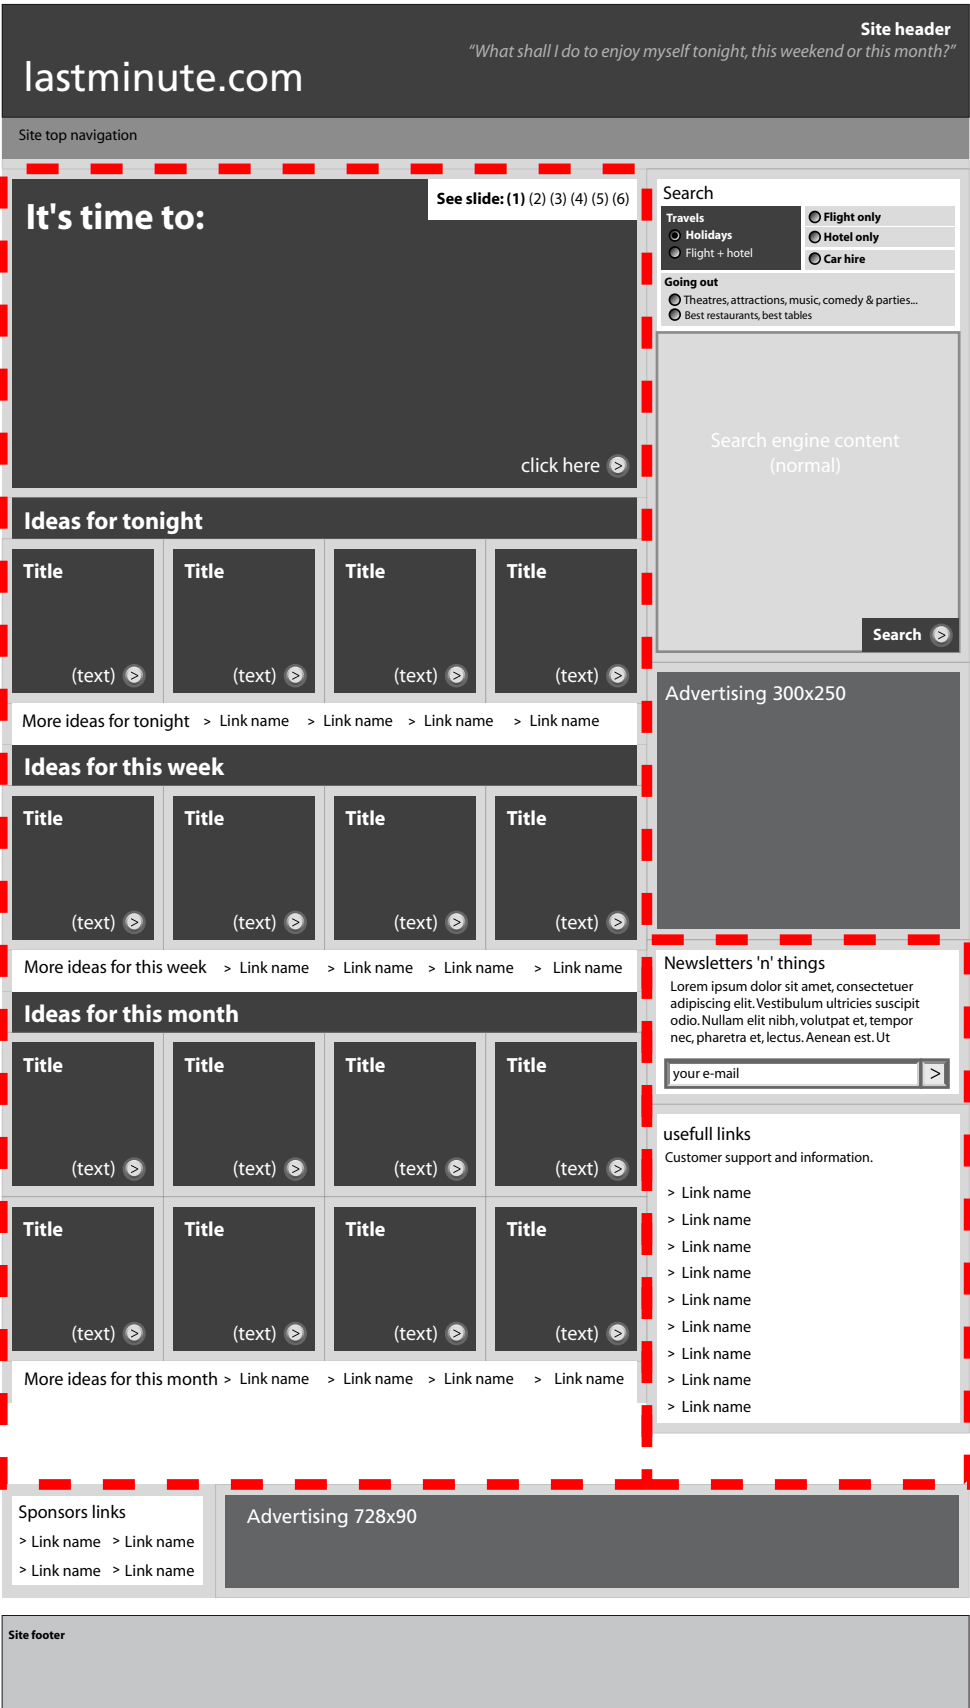 Site header
“What shall I do to enjoy myself tonight, this weekend or this month?”
lastminute.com
Site top navigation
It's time to:
See slide: (1) (2) (3) (4) (5) (6)
click here >
Ideas for tonight
Title Title Title Title
(text) > (text) > (text) > (text) >
More ideas for tonight > Link name > Link name > Link name > Link name
Ideas for this week
Title Title Title Title
(text) > (text) > (text) > (text) >
More ideas for this week > Link name > Link name > Link name > Link name
Ideas for this month
Title Title Title Title
(text) > (text) > (text) > (text) >
Title Title Title Title
(text) > (text) > (text) > (text) >
More ideas for this month > Link name > Link name > Link name > Link name
Search
Travels
Holidays
Flight + hotel
Flight only
Hotel only
Car hire
Going out
Theatres, attractions, music, comedy & parties...
Best restaurants, best tables
Search engine content
(normal)
Search >
Advertising 300x250
Newsletters 'n' things
Lorem ipsum dolor sit amet, consectetuer
adipiscing elit. Vestibulum ultricies suscipit
odio. Nullam elit nibh, volutpat et, tempor
nec, pharetra et, lectus. Aenean est. Ut
your e-mail >
usefull links
Customer support and information.
> Link name
> Link name
> Link name
> Link name
> Link name
> Link name
> Link name
> Link name
> Link name
Sponsors links
> Link name > Link name
> Link name > Link name
Advertising 728x90
Site footer